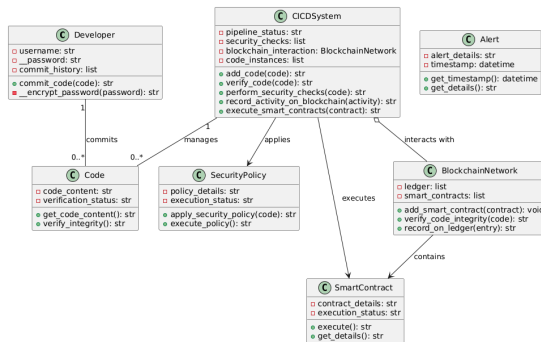 C Developer
username: str
__password: str
commit_history: list
commit_code(code): str
__encrypt_password(password): str
C CICDSystem
pipeline_status: str
security_checks: list
blockchain_interaction: BlockchainNetwork
code_instances: list
add_code(code): str
verify_code(code): str
perform_security_checks(code): str
record_activity_on_blockchain(activity): str
execute_smart_contracts(contract): str
C Alert
alert_details: str
timestamp: datetime
get_timestamp(): datetime
get_details(): str
1
commits
0..*
1
manages
0..*
applies
executes
interacts with
C Code
code_content: str
verification_status: str
get_code_content(): str
verify_integrity(): str
C SecurityPolicy
policy_details: str
execution_status: str
apply_security_policy(code): str
execute_policy(): str
C BlockchainNetwork
ledger: list
smart_contracts: list
add_smart_contract(contract): voi
verify_code_integrity(code): str
record_on_ledger(entry): str
contains
C SmartContract
contract_details: str
execution_status: str
execute(): str
get_details(): str